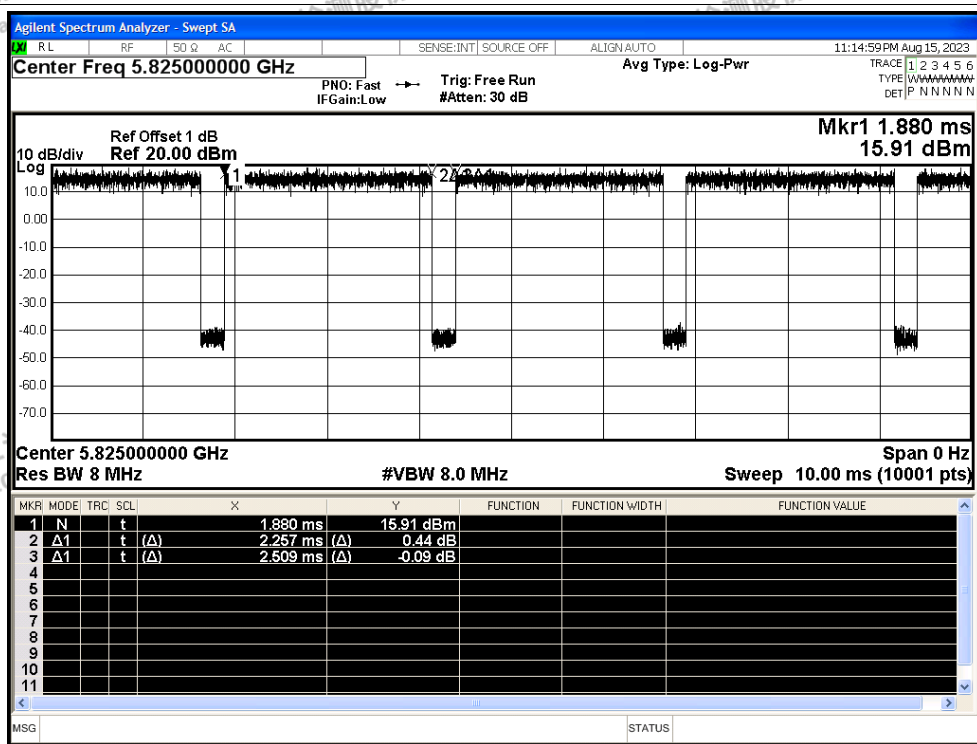 Agilent Spectrum Analyzer - Swept SA
LXI RL RF 50 Ω AC SENSE:INT SOURCE OFF ALIGN AUTO 11:14:59 PM Aug 15, 2023
Center Freq 5.825000000 GHz
PNO: Fast
IFGain:Low
Trig: Free Run
#Atten: 30 dB
Avg Type: Log-Pwr
TRACE 1 2 3 4 5 6
TYPE
DET P N N N N N
Ref Offset 1 dB
10 dB/div Ref 20.00 dBm
Log
Mkr1 1.880 ms
15.91 dBm
10.0
0.00
-10.0
-20.0
-30.0
-40.0
-50.0
-60.0
-70.0
1
Center 5.825000000 GHz Span 0 Hz
Res BW 8 MHz #VBW 8.0 MHz Sweep 10.00 ms (10001 pts)
MKR MODE TRC SCL X Y FUNCTION FUNCTION WIDTH FUNCTION VALUE
1 N t 1.880 ms 15.91 dBm
2 Δ1 t (Δ) 2.257 ms (Δ) 0.44 dB
3 Δ1 t (Δ) 2.509 ms (Δ) -0.09 dB
4
5
6
7
8
9
10
11
MSG STATUS